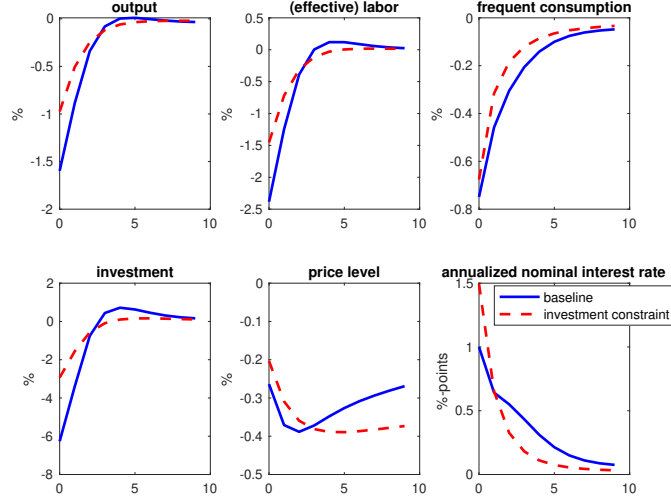 output
(effective) labor
frequent consumption
0
-0.5
-1
-1.5
-2
%
0 5 10
0.5
0
-0.5
-1
-1.5
-2
-2.5
%
0 5 10
0
-0.2
-0.4
-0.6
-0.8
%
0 5 10
investment
price level
annualized nominal interest rate
2
0
-2
-4
-6
-8
%
0 5 10
0
-0.1
-0.2
-0.3
-0.4
-0.5
%
0 5 10
1.5
1
0.5
0
%-points
0 5 10
baseline
investment constraint